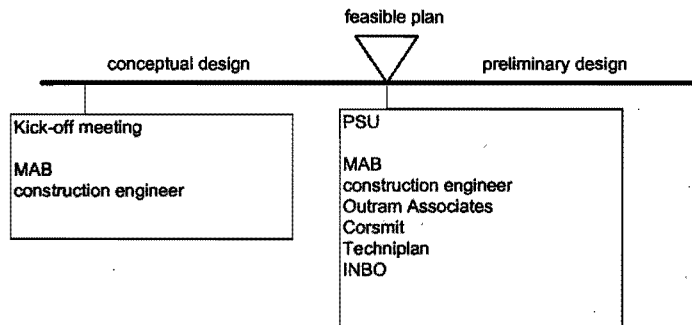 feasible plan
conceptual design
preliminary design
Kick-off meeting
MAB
construction engineer
PSU
MAB
construction engineer
Outram Associates
Corsmit
Techniplan
INBO